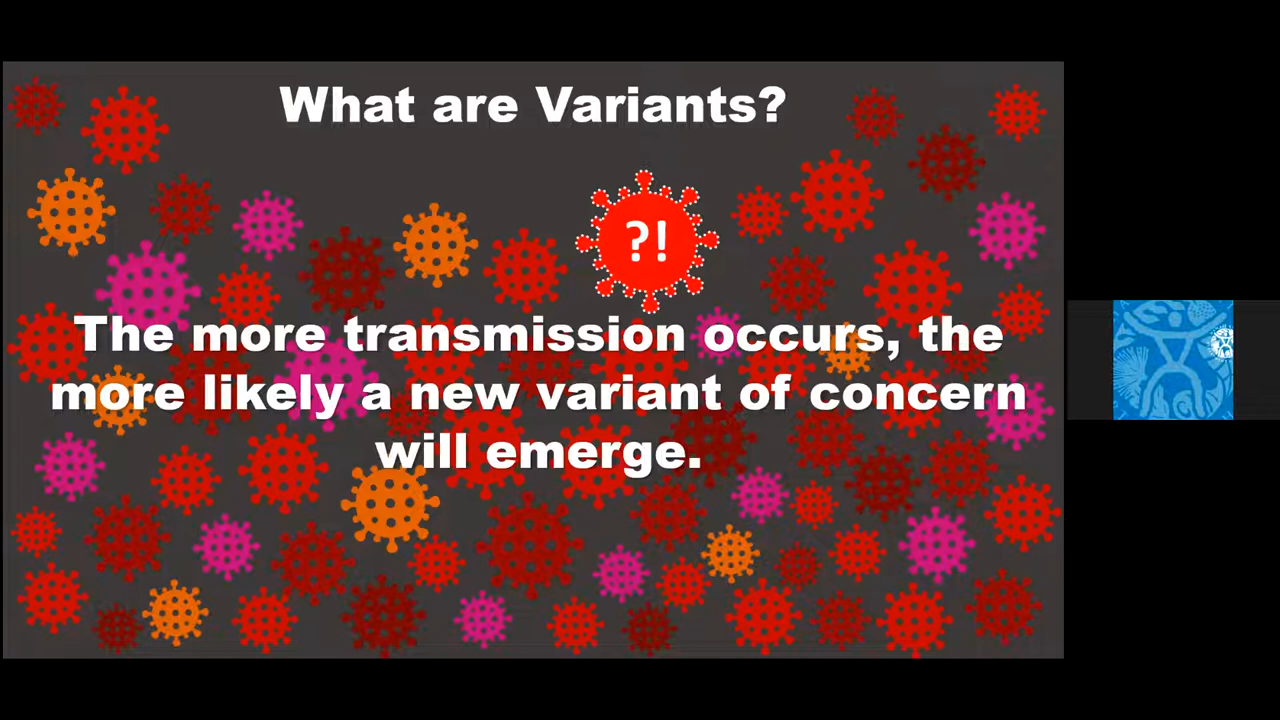 What are Variants?
?!
The more transmission occurs, the
more likely a new variant of concern
will emerge.